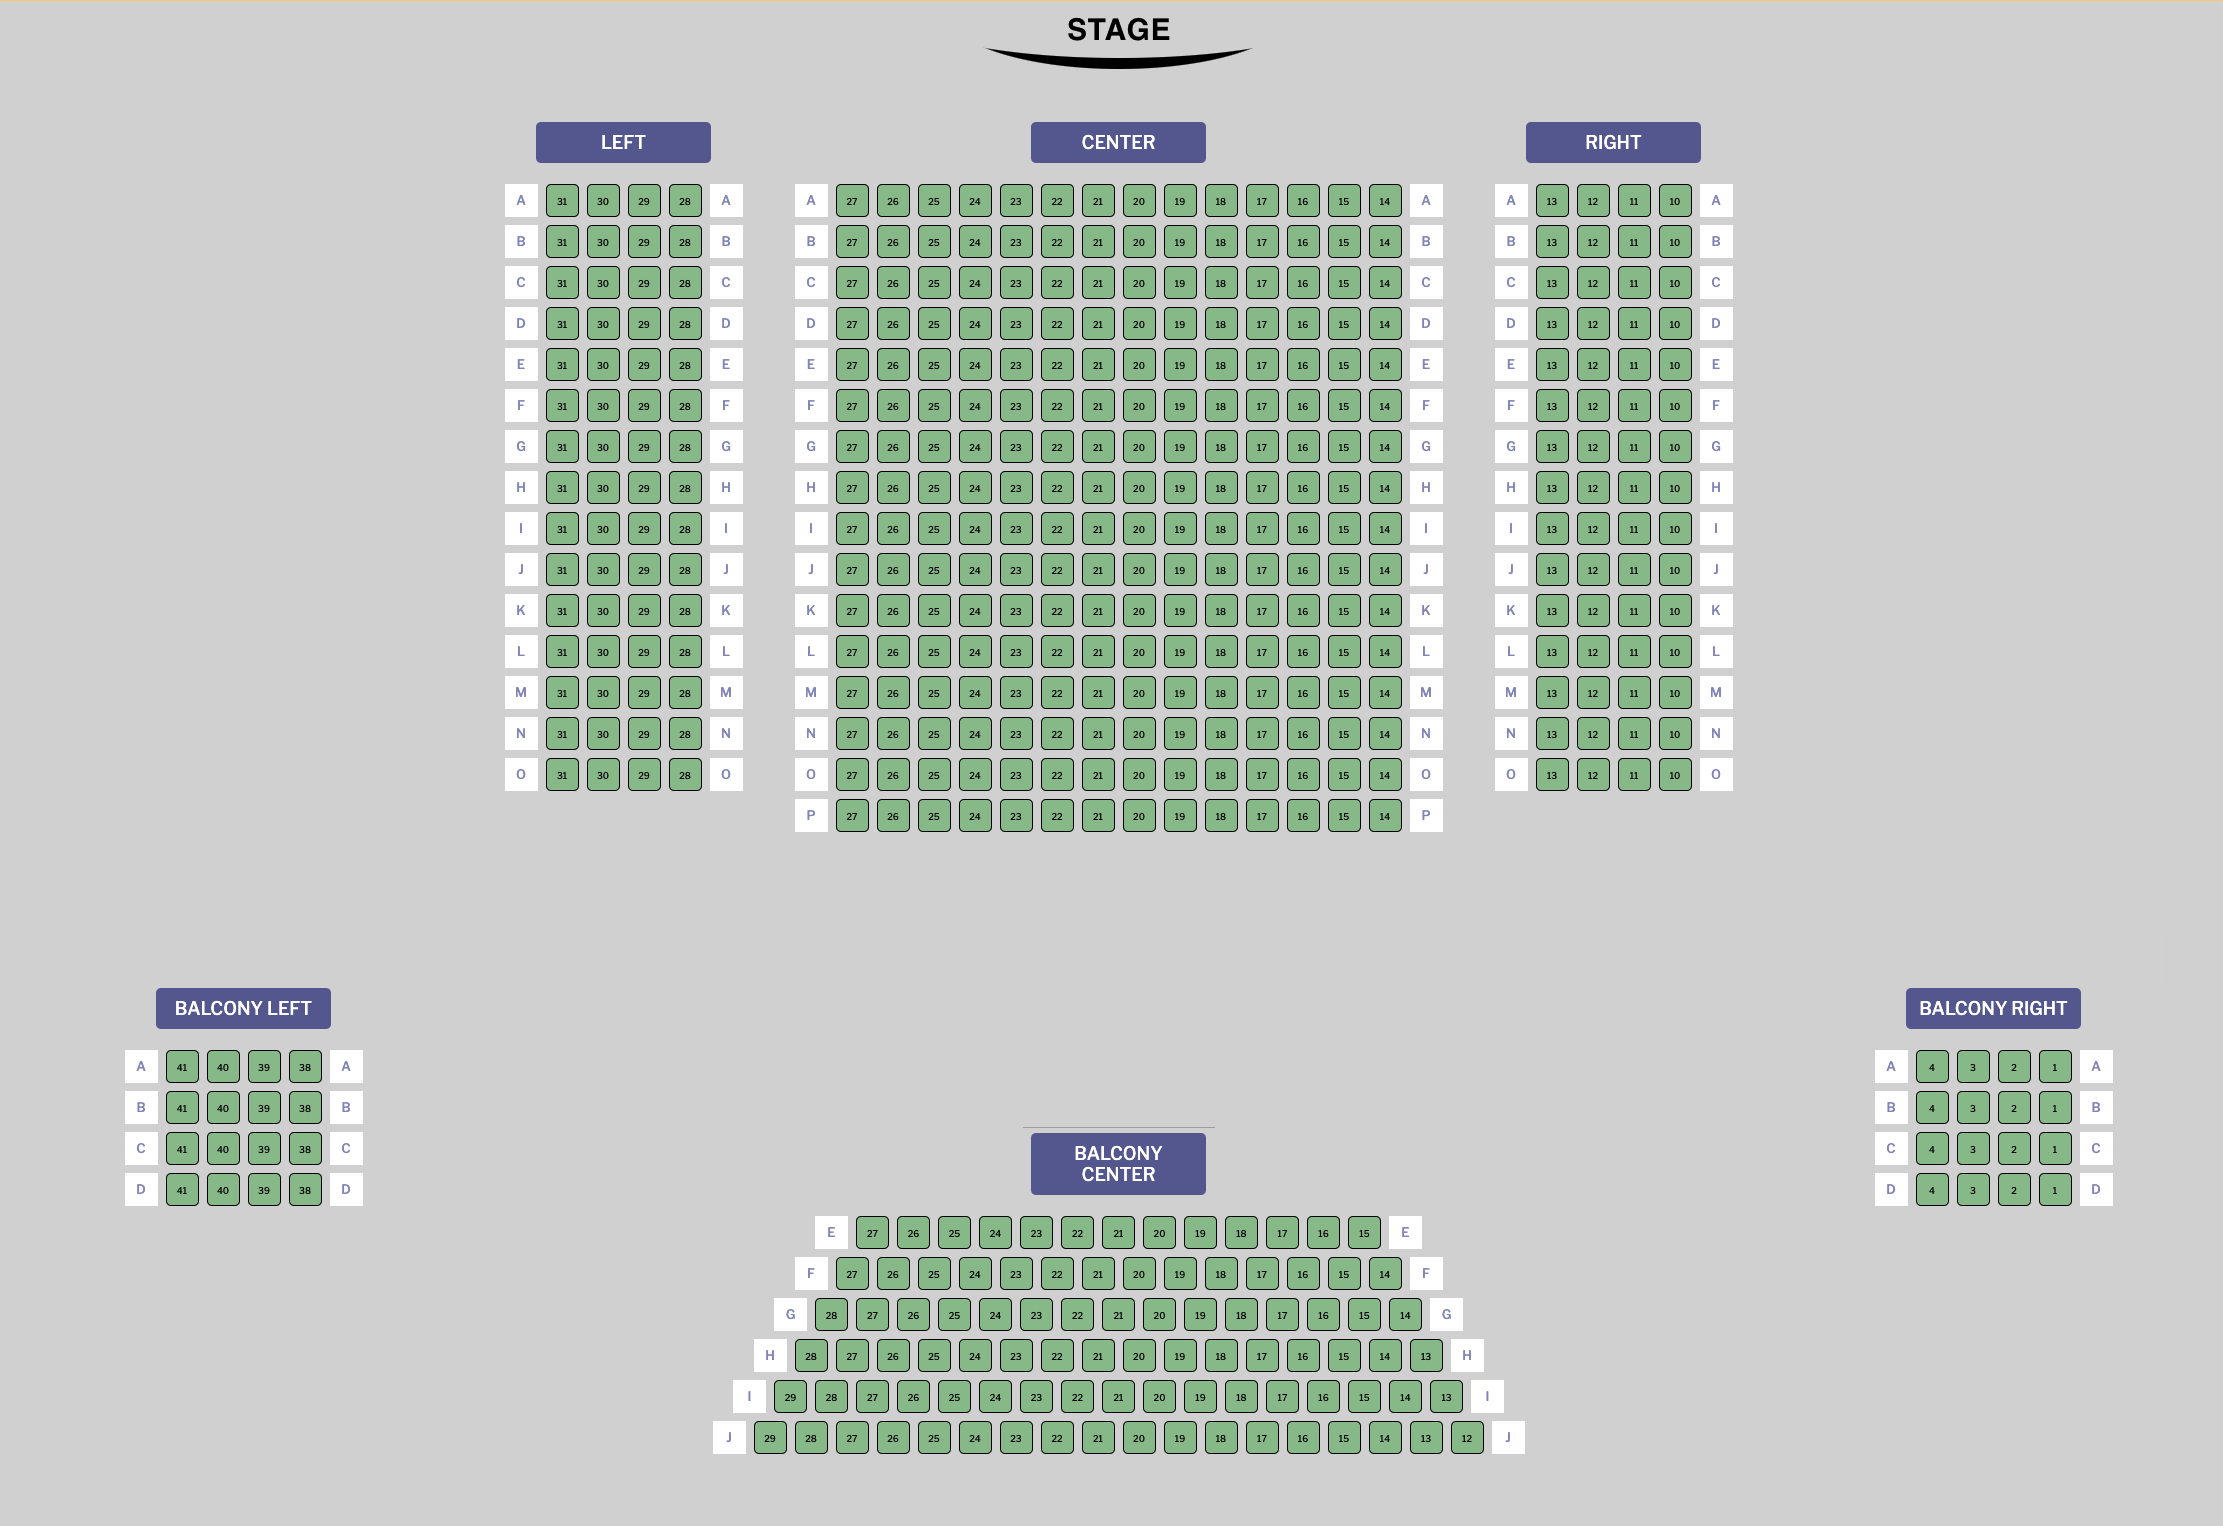 STAGE
LEFT CENTER RIGHT
A 31 30 29 28 A A 27 26 25 24 23 22 21 20 19 18 17 16 15 14 A A 13 12 11 10 A
B 31 30 29 28 B B 27 26 25 24 23 22 21 20 19 18 17 16 15 14 B B 13 12 11 10 B
C 31 30 29 28 C C 27 26 25 24 23 22 21 20 19 18 17 16 15 14 C C 13 12 11 10 C
D 31 30 29 28 D D 27 26 25 24 23 22 21 20 19 18 17 16 15 14 D D 13 12 11 10 D
E 31 30 29 28 E E 27 26 25 24 23 22 21 20 19 18 17 16 15 14 E E 13 12 11 10 E
F 31 30 29 28 F F 27 26 25 24 23 22 21 20 19 18 17 16 15 14 F F 13 12 11 10 F
G 31 30 29 28 G G 27 26 25 24 23 22 21 20 19 18 17 16 15 14 G G 13 12 11 10 G
H 31 30 29 28 H H 27 26 25 24 23 22 21 20 19 18 17 16 15 14 H H 13 12 11 10 H
I 31 30 29 28 I I 27 26 25 24 23 22 21 20 19 18 17 16 15 14 I I 13 12 11 10 I
J 31 30 29 28 J J 27 26 25 24 23 22 21 20 19 18 17 16 15 14 J J 13 12 11 10 J
K 31 30 29 28 K K 27 26 25 24 23 22 21 20 19 18 17 16 15 14 K K 13 12 11 10 K
L 31 30 29 28 L L 27 26 25 24 23 22 21 20 19 18 17 16 15 14 L L 13 12 11 10 L
M 31 30 29 28 M M 27 26 25 24 23 22 21 20 19 18 17 16 15 14 M M 13 12 11 10 M
N 31 30 29 28 N N 27 26 25 24 23 22 21 20 19 18 17 16 15 14 N N 13 12 11 10 N
O 31 30 29 28 O O 27 26 25 24 23 22 21 20 19 18 17 16 15 14 O O 13 12 11 10 O
P 27 26 25 24 23 22 21 20 19 18 17 16 15 14 P
BALCONY LEFT
A 41 40 39 38 A
B 41 40 39 38 B
C 41 40 39 38 C
D 41 40 39 38 D
BALCONY RIGHT
A 4 3 2 1 A
B 4 3 2 1 B
C 4 3 2 1 C
D 4 3 2 1 D
BALCONY
CENTER
E 27 26 25 24 23 22 21 20 19 18 17 16 15 E
F 27 26 25 24 23 22 21 20 19 18 17 16 15 14 F
G 28 27 26 25 24 23 22 21 20 19 18 17 16 15 14 G
H 28 27 26 25 24 23 22 21 20 19 18 17 16 15 14 13 H
I 29 28 27 26 25 24 23 22 21 20 19 18 17 16 15 14 13 I
J 29 28 27 26 25 24 23 22 21 20 19 18 17 16 15 14 13 12 J